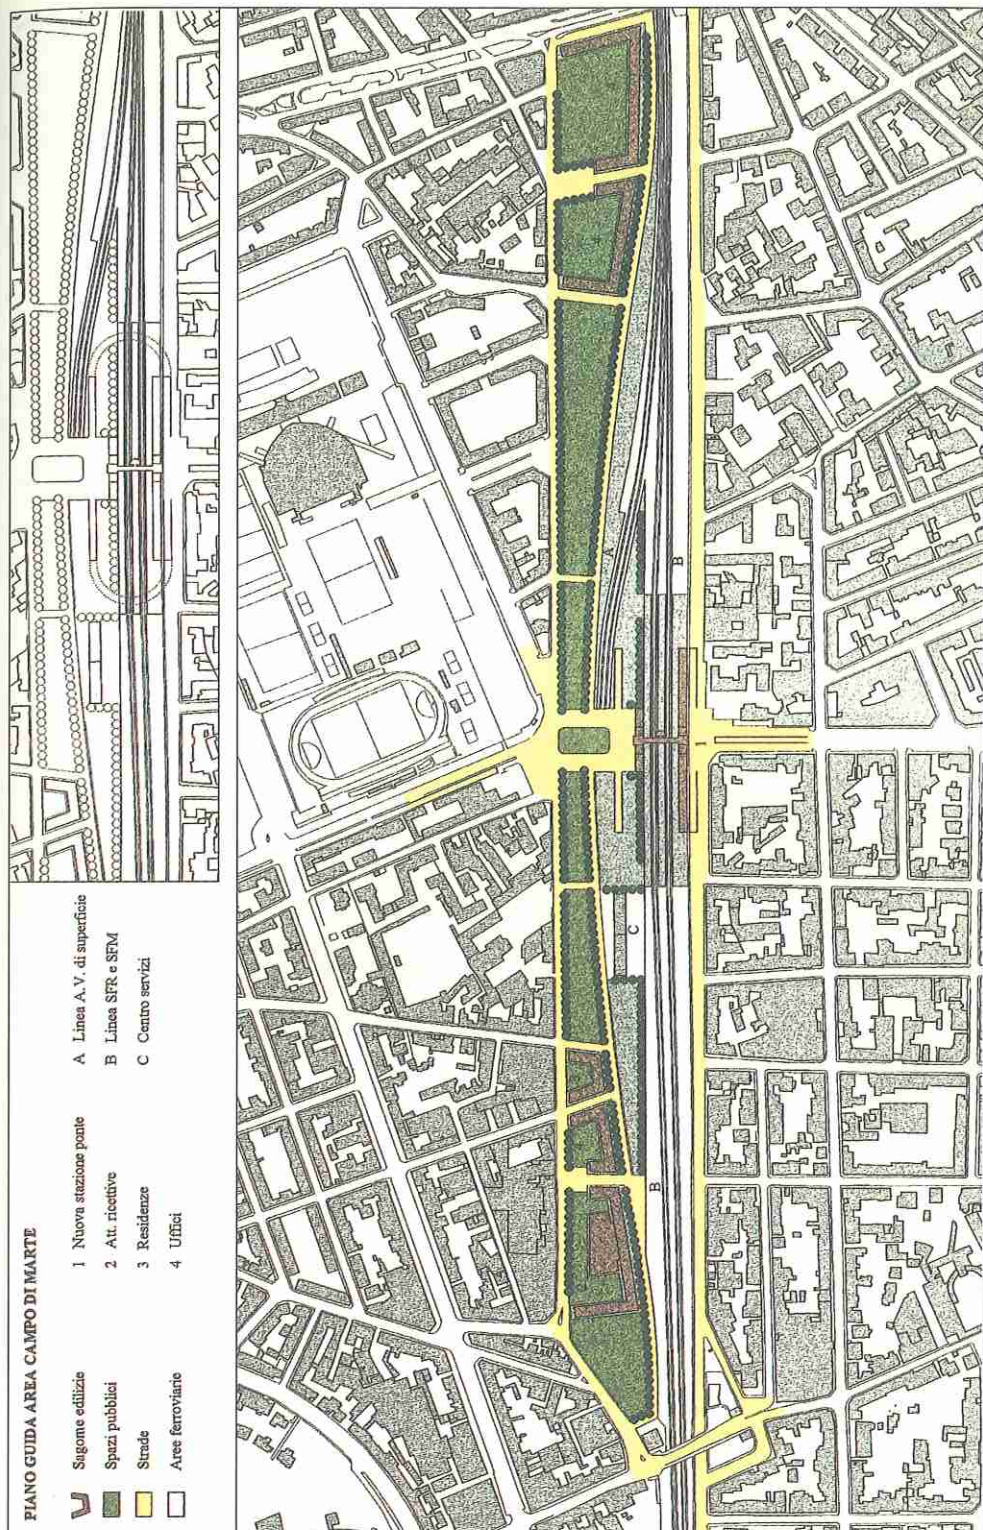 PIANO GUIDA AREA CAMPO DI MARTE
Sagome edilizie
Spazi pubblici
Strade
Aree ferroviarie
1 Nuova stazione ponte
2 Att. ricettive
3 Residenze
4 Uffici
A Linea A.V. di superficie
B Linea SFR e SFM
C Centro servizi
A
B
1
C
B